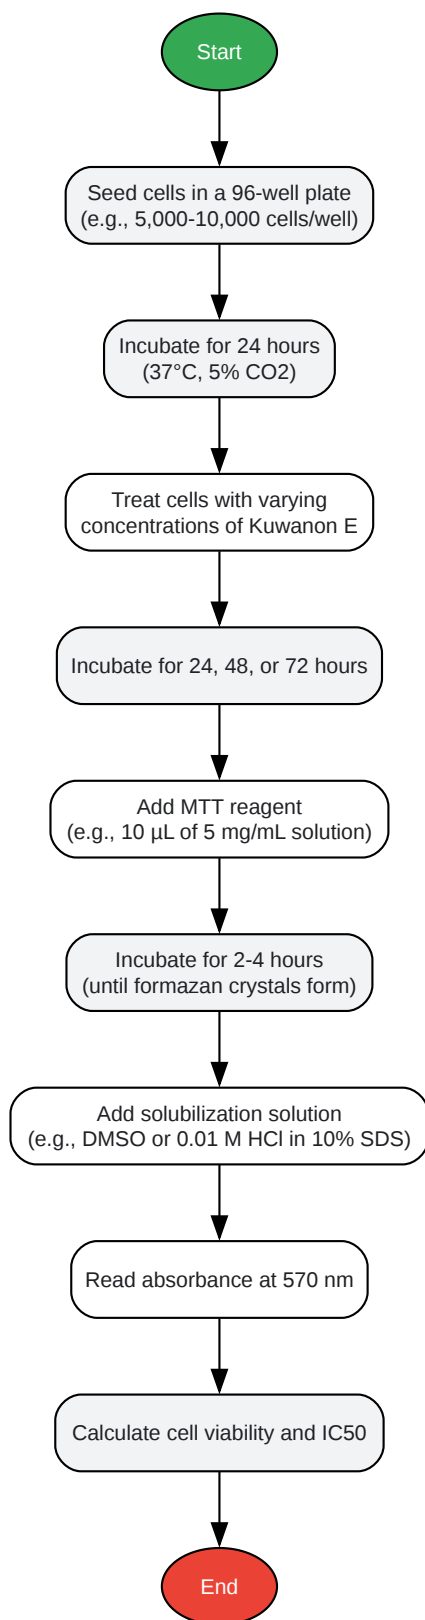 Start
Seed cells in a 96-well plate
(e.g., 5,000-10,000 cells/well)
Incubate for 24 hours
(37°C, 5% CO2)
Treat cells with varying
concentrations of Kuwanon E
Incubate for 24, 48, or 72 hours
Add MTT reagent
(e.g., 10 µL of 5 mg/mL solution)
Incubate for 2-4 hours
(until formazan crystals form)
Add solubilization solution
(e.g., DMSO or 0.01 M HCl in 10% SDS)
Read absorbance at 570 nm
Calculate cell viability and IC50
End